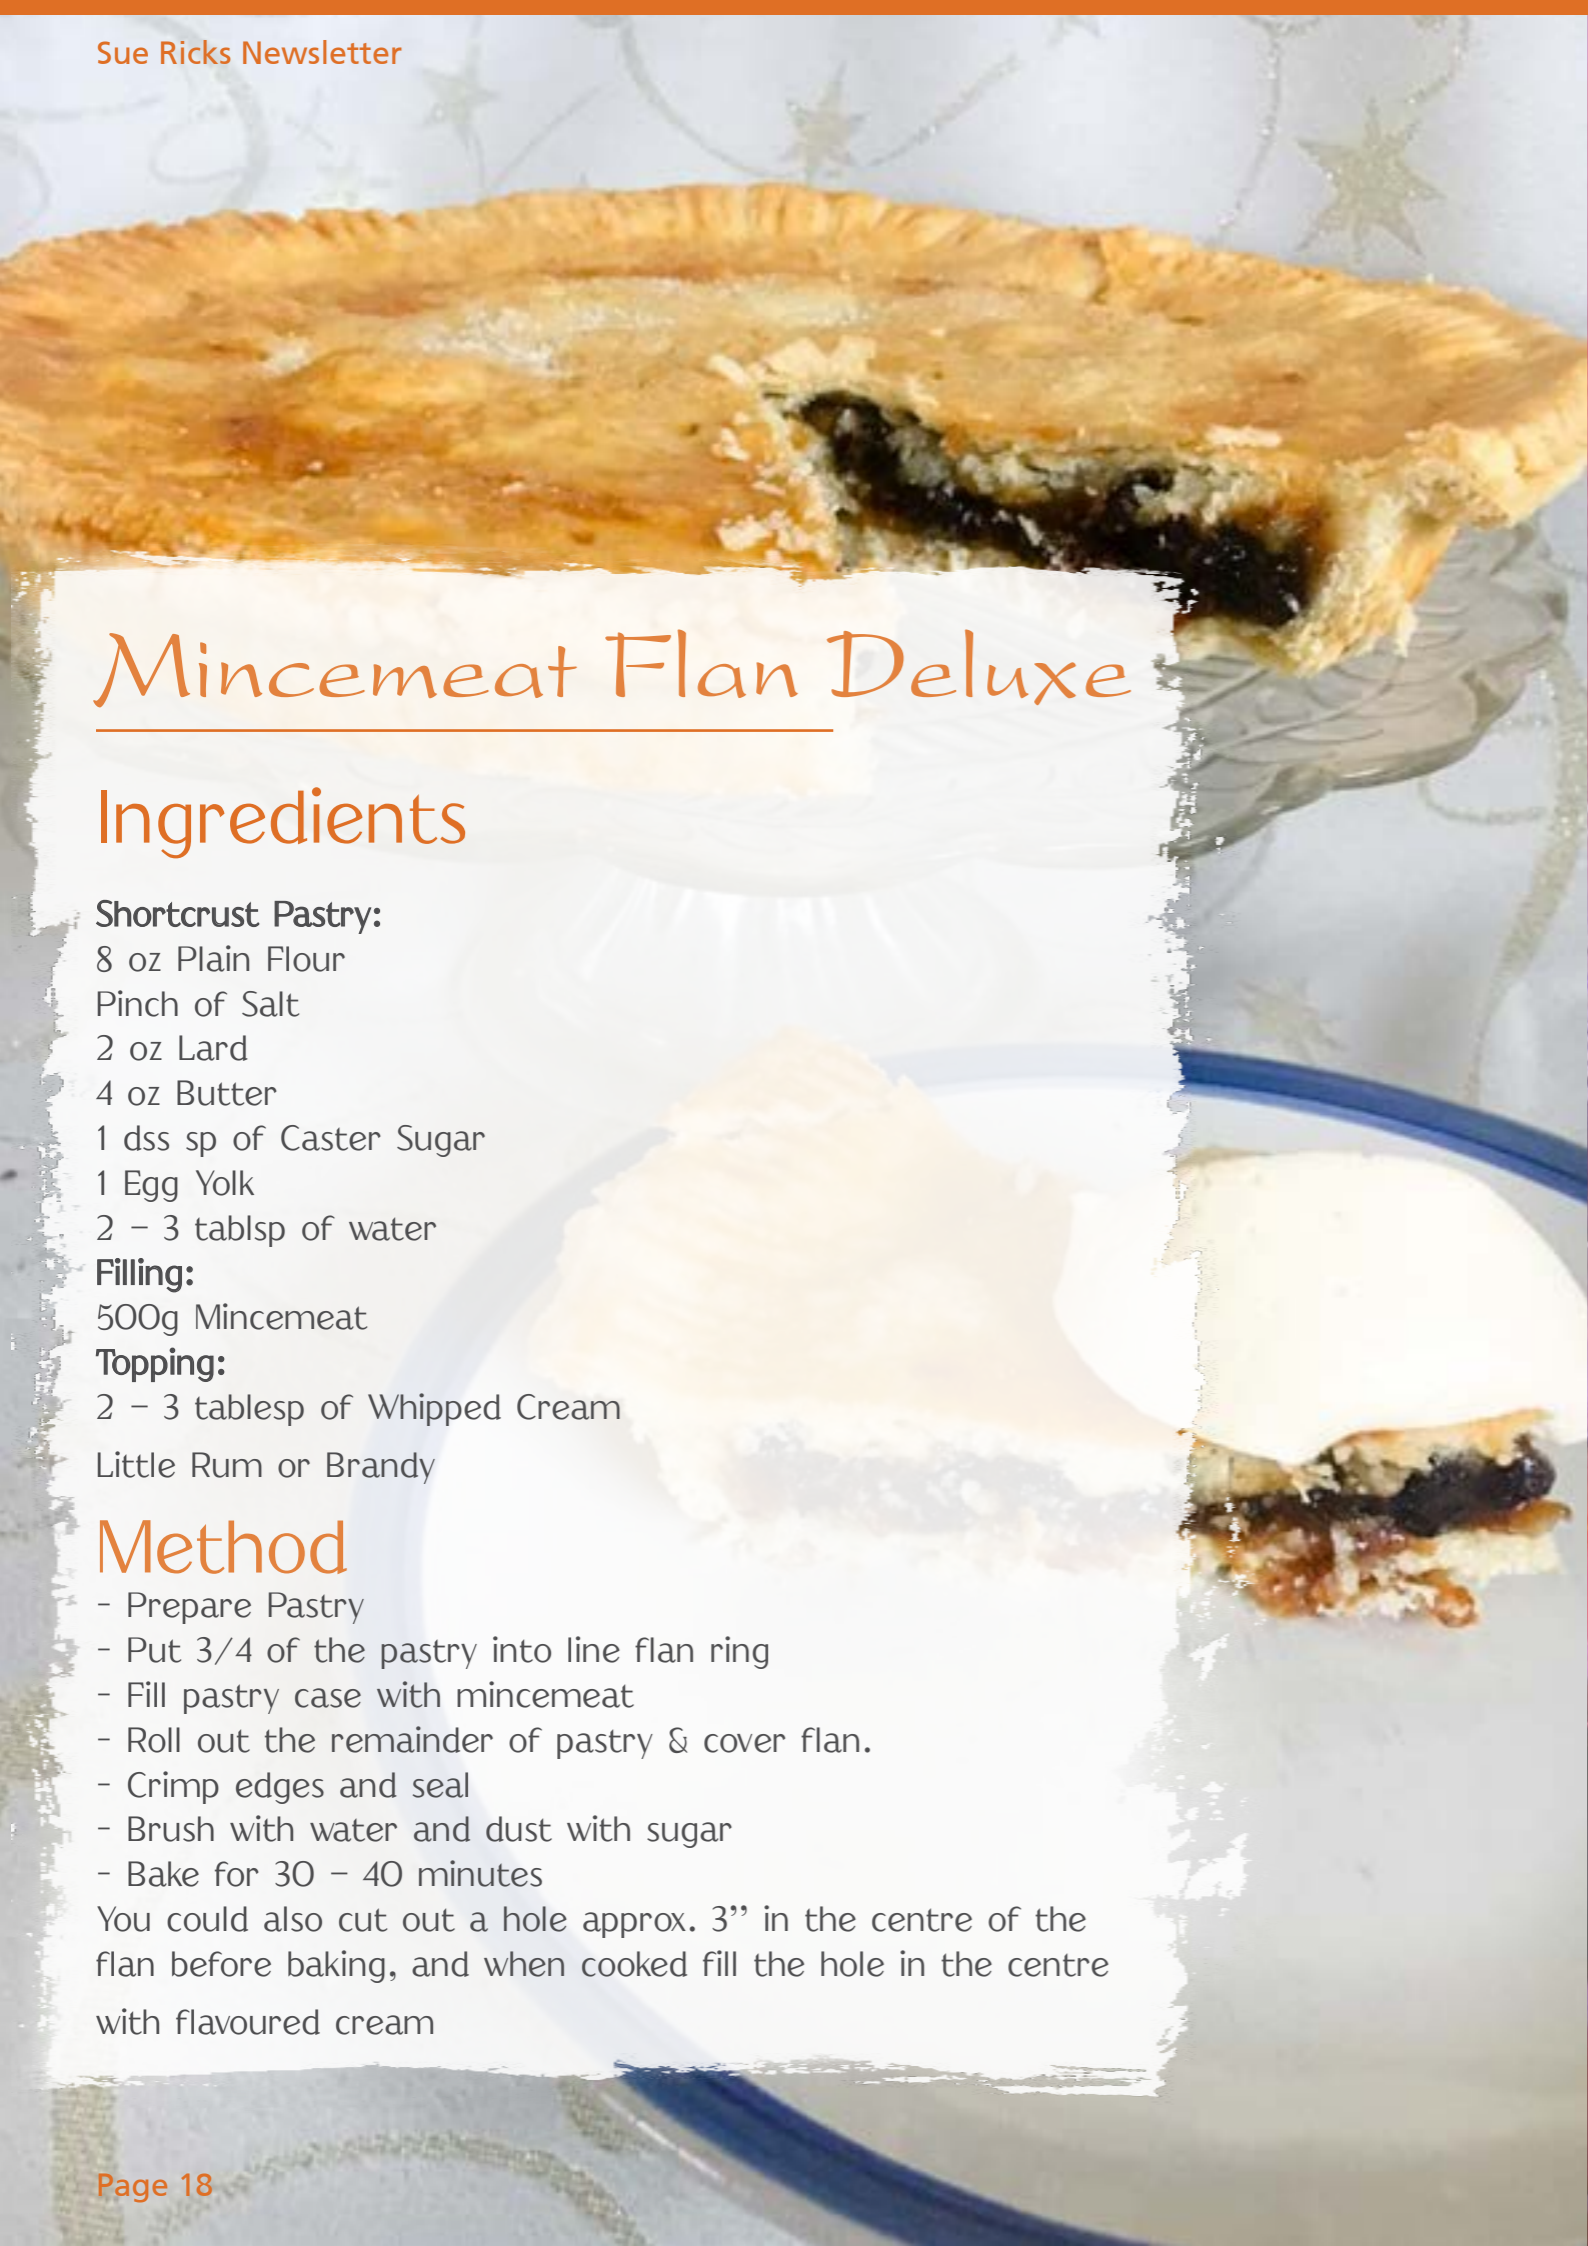 Sue Ricks Newsletter
Mincemeat Flan Deluxe
Ingredients
Shortcrust Pastry:
8 oz Plain Flour
Pinch of Salt
2 oz Lard
4 oz Butter
1 dss sp of Caster Sugar
1 Egg Yolk
2 – 3 tablsp of water
Filling:
500g Mincemeat
Topping:
2 – 3 tablesp of Whipped Cream
Little Rum or Brandy
Method
- Prepare Pastry
- Put 3/4 of the pastry into line flan ring
- Fill pastry case with mincemeat
- Roll out the remainder of pastry & cover flan.
- Crimp edges and seal
- Brush with water and dust with sugar
- Bake for 30 – 40 minutes
You could also cut out a hole approx. 3’’ in the centre of the
flan before baking, and when cooked fill the hole in the centre
with flavoured cream
Page 18